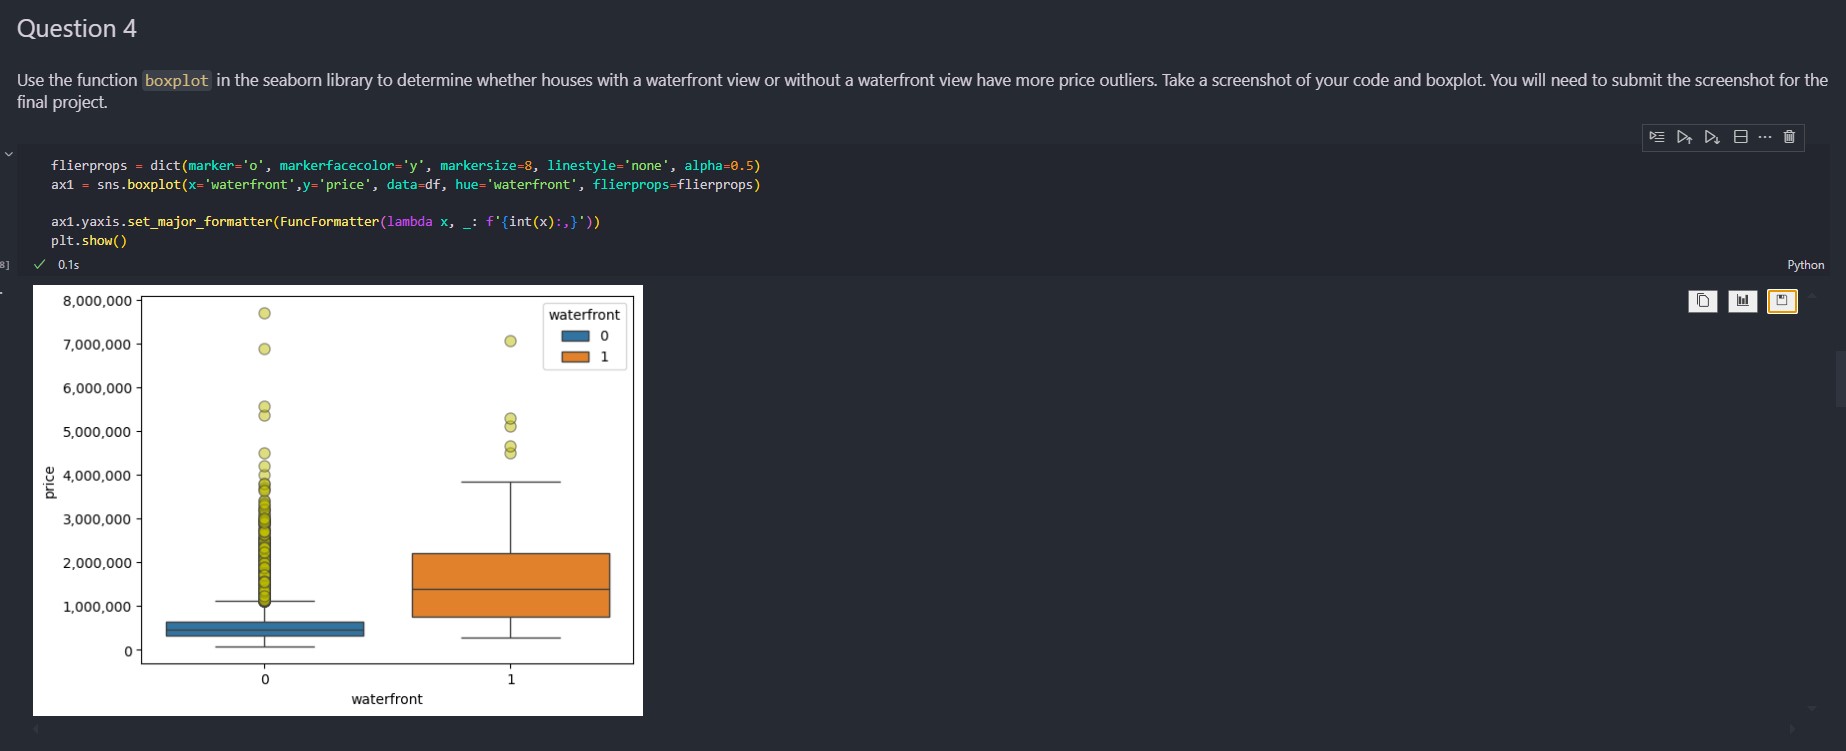 Question 4
Use the function boxplot in the seaborn library to determine whether houses with a waterfront view or without a waterfront view have more price outliers. Take a screenshot of your code and boxplot. You will need to submit the screenshot for the
final project.
flierprops = dict(marker='o', markerfacecolor='y', markersize=8, linestyle='none', alpha=0.5)
ax1 = sns.boxplot(x='waterfront',y='price', data=df, hue='waterfront', flierprops=flierprops)
ax1.yaxis.set_major_formatter(FuncFormatter(lambda x, _: f'{int(x):,}'))
plt.show()
8]
0.1s
Python
8,000,000
7,000,000
6,000,000
5,000,000
4,000,000
3,000,000
2,000,000
1,000,000
0
price
waterfront
0
1
0
1
waterfront